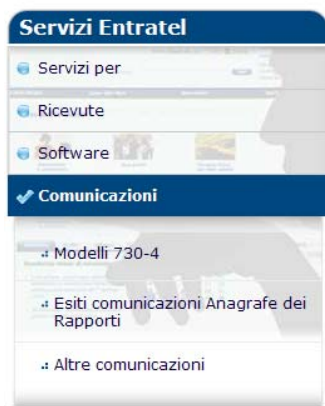 Servizi Entratel
Servizi per
Ricevute
Software
Comunicazioni
Modelli 730-4
Esiti comunicazioni Anagrafe dei
Rapporti
Altre comunicazioni